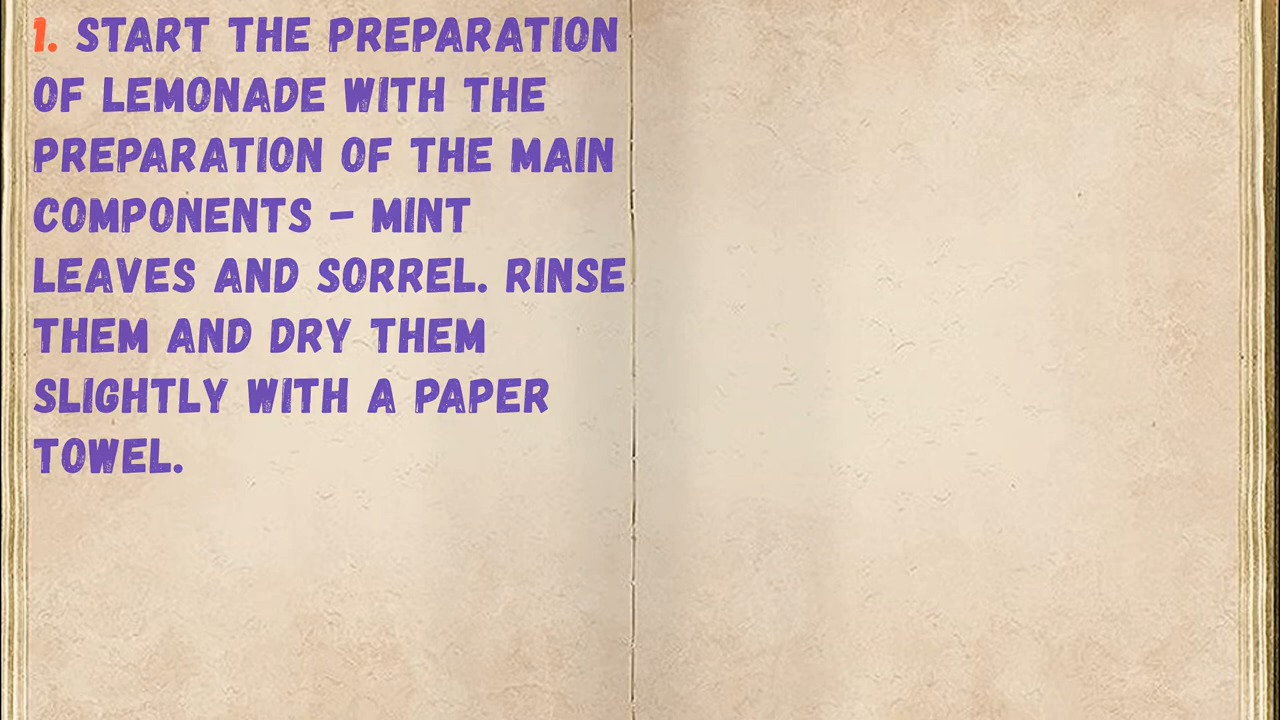 1. START THE PREPARATION
OF LEMONADE WITH THE
PREPARATION OF THE MAIN
COMPONENTS - MINT
LEAVES AND SORREL. RINSE
THEM AND DRY THEM
SLIGHTLY WITH A PAPER
TOWEL.